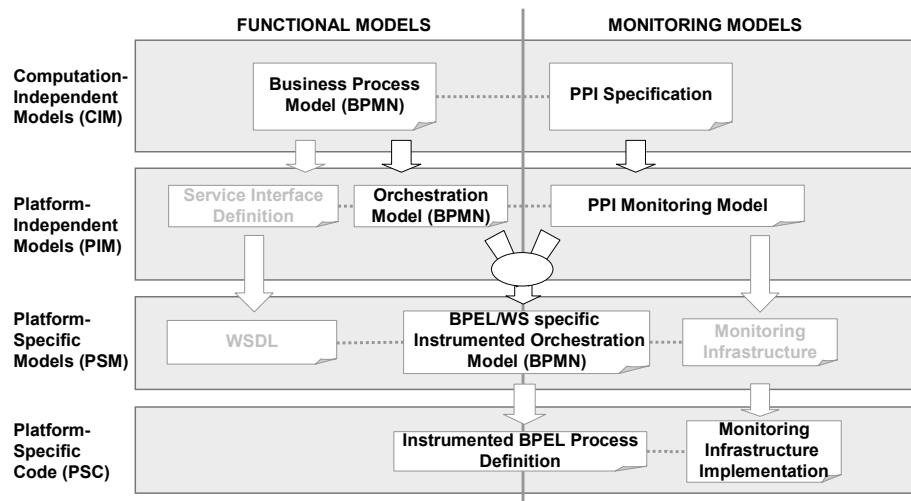 FUNCTIONAL MODELS
MONITORING MODELS
Computation-
Independent
Models (CIM)
Business Process
Model (BPMN)
PPI Specification
Platform-
Independent
Models (PIM)
Service Interface
Definition
Orchestration
Model (BPMN)
PPI Monitoring Model
Platform-
Specific
Models (PSM)
WSDL
BPEL/WS specific
Instrumented Orchestration
Model (BPMN)
Monitoring
Infrastructure
Platform-
Specific
Code (PSC)
Instrumented BPEL Process
Definition
Monitoring
Infrastructure
Implementation